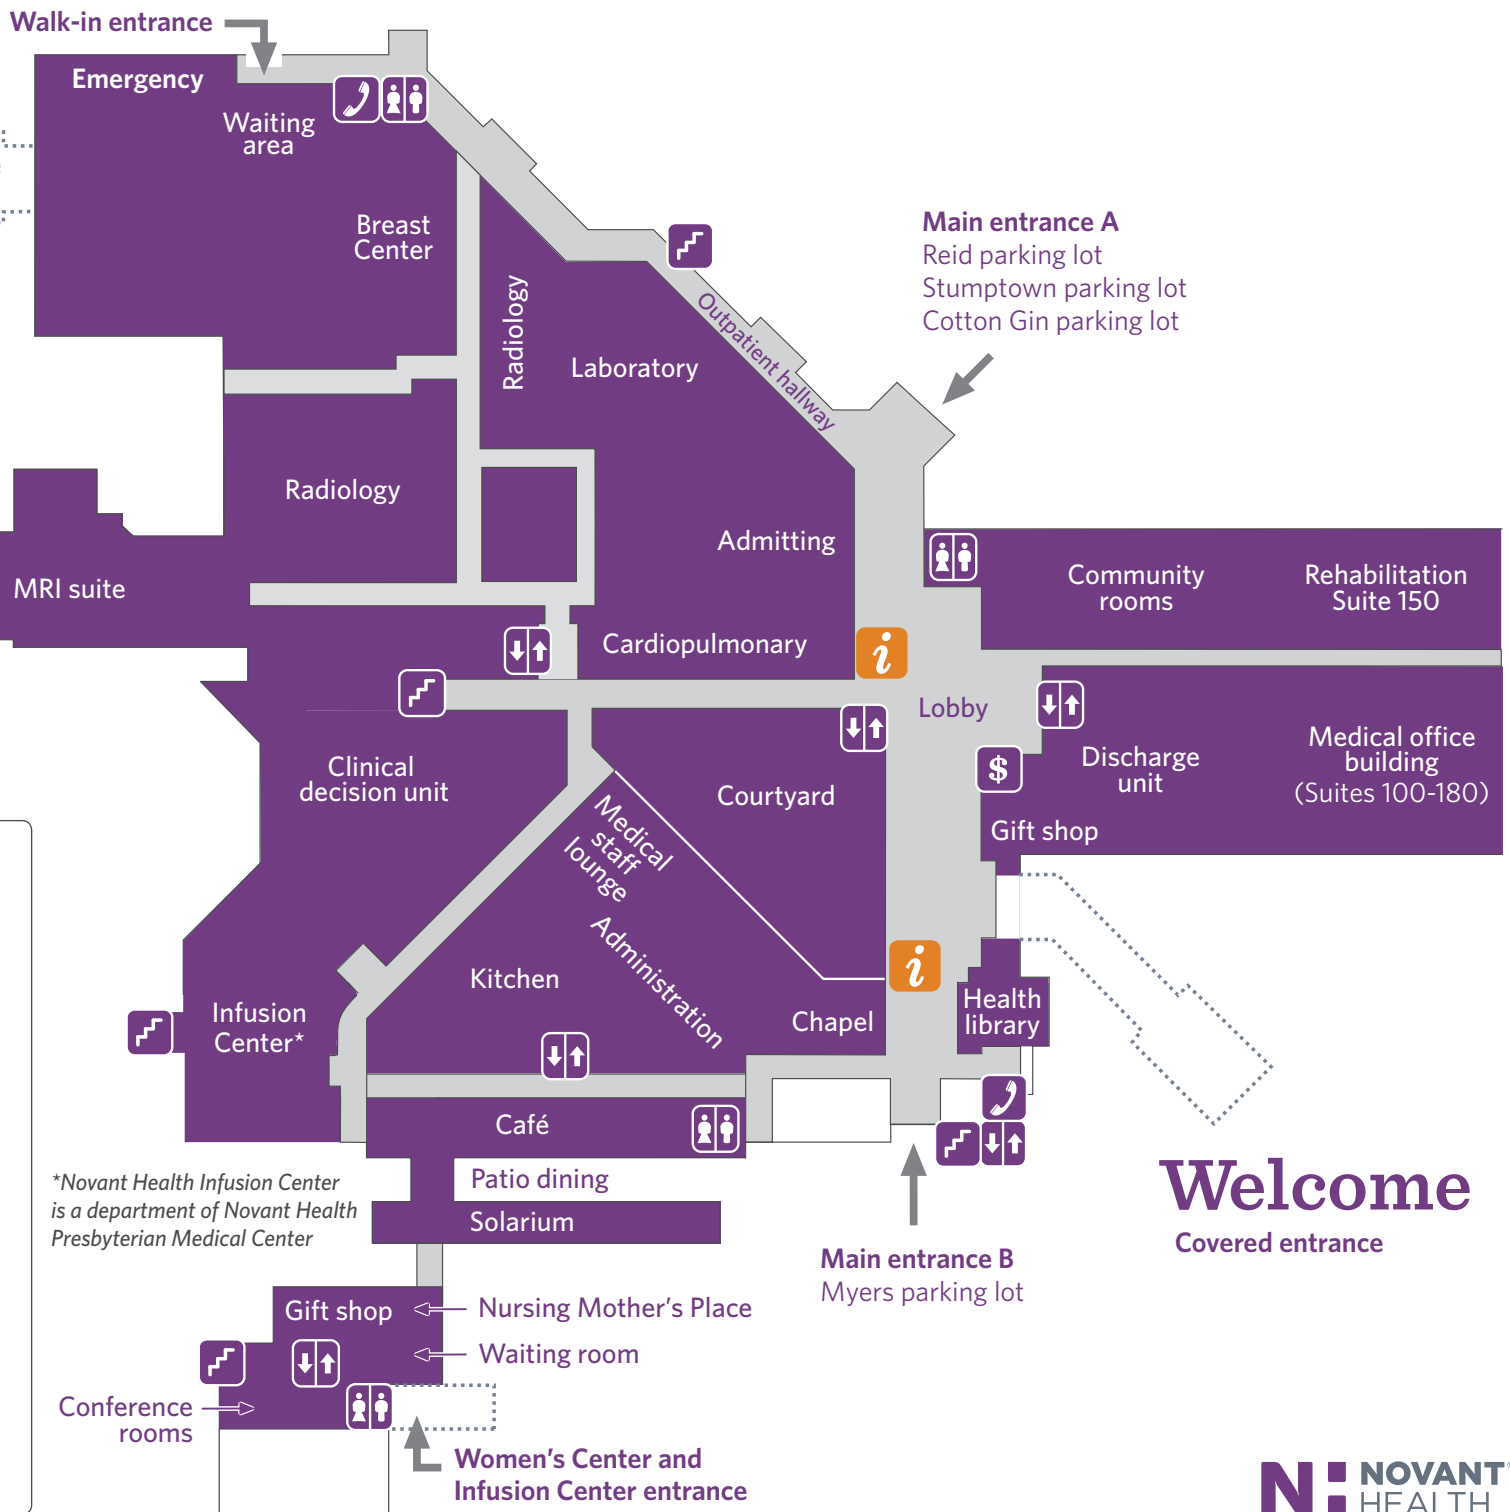 Walk-in entrance
Emergency
Waiting
area
Breast
Center
Radiology
Laboratory
Outpatient hallway
Main entrance A
Reid parking lot
Stumptown parking lot
Cotton Gin parking lot
Radiology
Admitting
MRI suite
Cardiopulmonary
i
Community
rooms
Rehabilitation
Suite 150
Lobby
Clinical
decision unit
Courtyard
$
Discharge
unit
Medical office
building
(Suites 100-180)
Gift shop
Medical
staff
lounge
Administration
Kitchen
Chapel
i
Health
library
Infusion
Center*
Café
Patio dining
Solarium
*Novant Health Infusion Center
is a department of Novant Health
Presbyterian Medical Center
Welcome
Covered entrance
Main entrance B
Myers parking lot
Gift shop
Nursing Mother's Place
Waiting room
Conference
rooms
Women's Center and
Infusion Center entrance
NOVANT
HEALTH